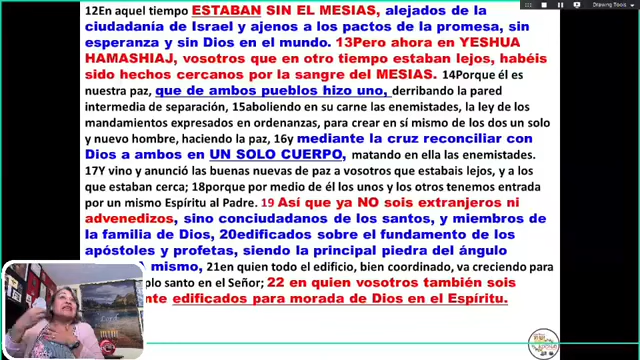 Drawing Tools
12En aquel tiempo ESTABAN SIN EL MESIAS, alejados de la
ciudadanía de Israel y ajenos a los pactos de la promesa, sin
esperanza y sin Dios en el mundo. 13Pero ahora en YESHUA
HAMASHIAJ, vosotros que en otro tiempo estaban lejos, habéis
sido hechos cercanos por la sangre del MESIAS. 14Porque él es
nuestra paz, que de ambos pueblos hizo uno, derribando la pared
intermedia de separación, 15aboliendo en su carne las enemistades, la ley de los
mandamientos expresados en ordenanzas, para crear en sí mismo de los dos un solo
y nuevo hombre, haciendo la paz, 16y mediante la cruz reconciliar con
Dios a ambos en UN SOLO CUERPO, matando en ella las enemistades.
17Y vino y anunció las buenas nuevas de paz a vosotros que estabais lejos, y a los
que estaban cerca; 18porque por medio de él los unos y los otros tenemos entrada
por un mismo Espíritu al Padre. 19 Así que ya NO sois extranjeros ni
advenedizos, sino conciudadanos de los santos, y miembros de
la familia de Dios, 20edificados sobre el fundamento de los
apóstoles y profetas, siendo la principal piedra del ángulo
mismo, 21en quien todo el edificio, bien coordinado, va creciendo para
plo santo en el Señor; 22 en quien vosotros también sois
nte edificados para morada de Dios en el Espíritu.